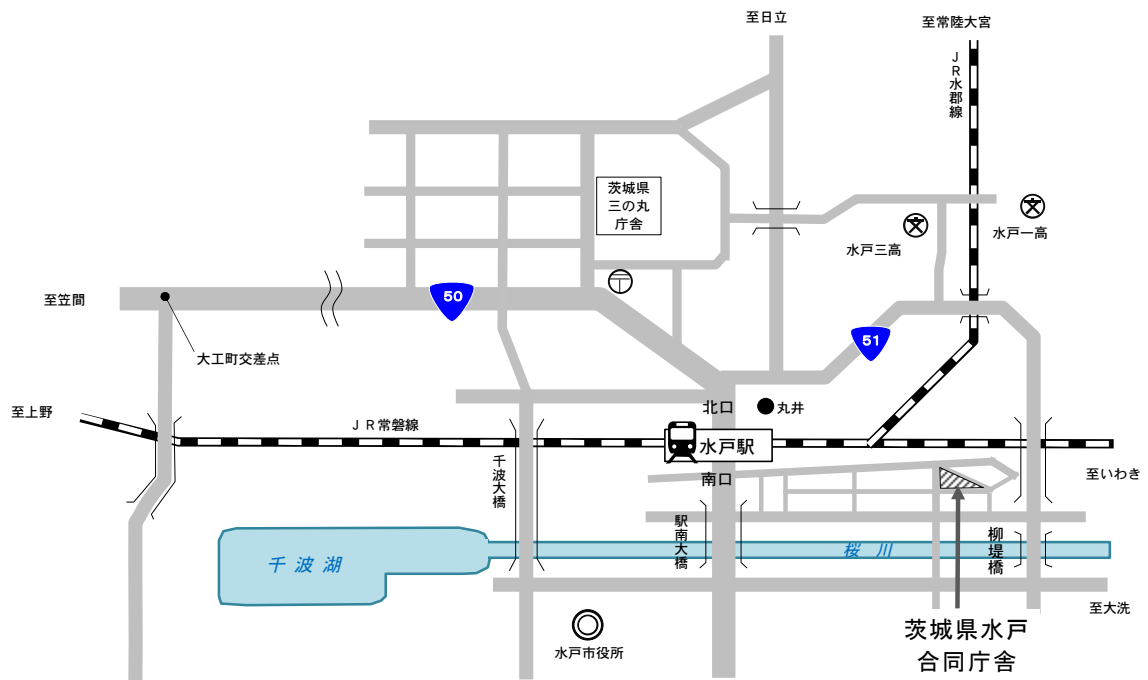 至日立
至常陸大宮
ＪＲ水郡線
茨城県
三の丸
庁舎
水戸三高
水戸一高
至笠間
50
51
大工町交差点
至上野
ＪＲ常磐線
北口
丸井
水戸駅
南口
至いわき
千波大橋
駅南大橋
柳堤橋
千波湖
桜川
至大洗
水戸市役所
茨城県水戸
合同庁舎